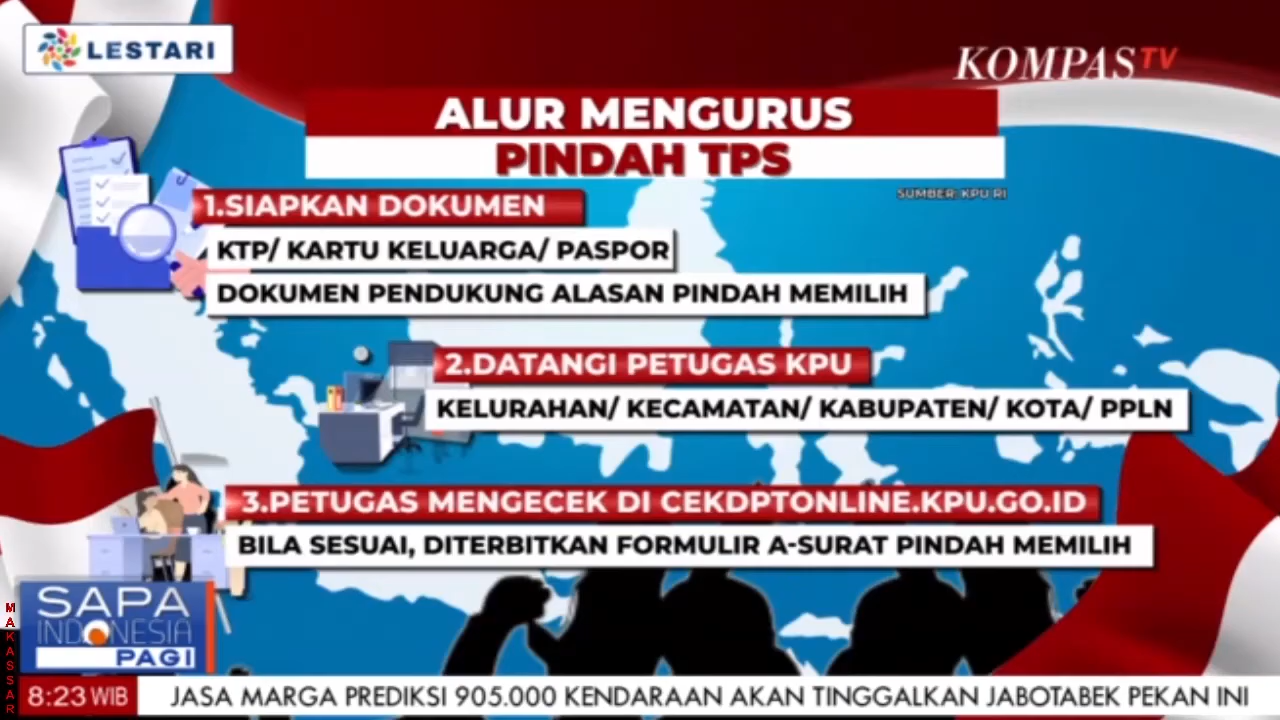 LESTARI
KOMPAS TV
ALUR MENGURUS
PINDAH TPS
SUMBER: KPU RI
1.SIAPKAN DOKUMEN
KTP/ KARTU KELUARGA/ PASPOR
DOKUMEN PENDUKUNG ALASAN PINDAH MEMILIH
2.DATANGI PETUGAS KPU
KELURAHAN/ KECAMATAN/ KABUPATEN/ KOTA/ PPLN
3.PETUGAS MENGECEK DI CEKDPTONLINE.KPU.GO.ID
BILA SESUAI, DITERBITKAN FORMULIR A-SURAT PINDAH MEMILIH
SAPA
INDONESIA
PAGI
MAKASSAR
8:23 WIB
JASA MARGA PREDIKSI 905.000 KENDARAAN AKAN TINGGALKAN JABOTABEK PEKAN INI